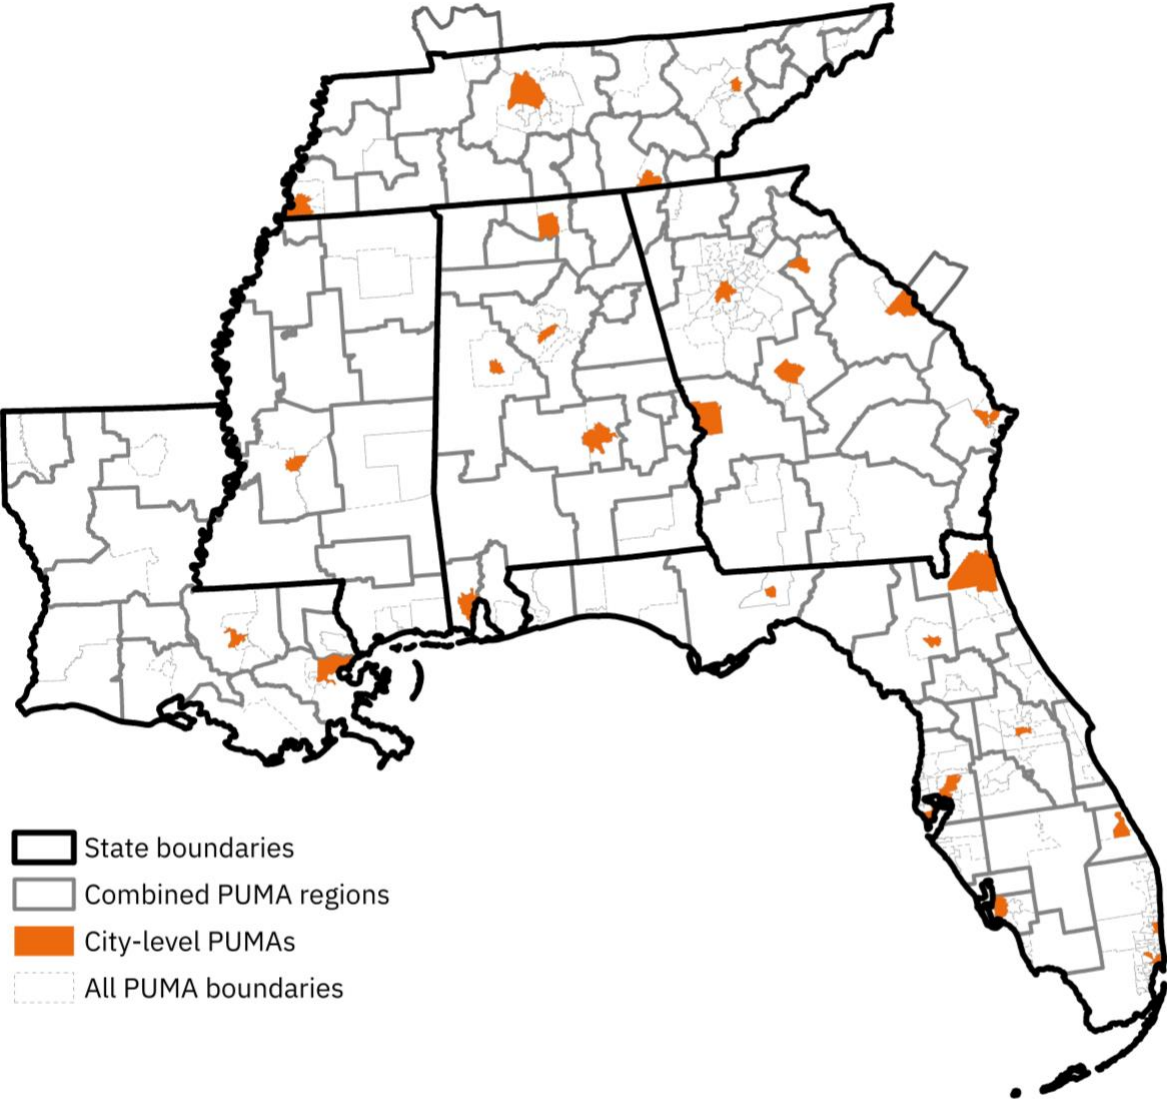 State boundaries
Combined PUMA regions
City-level PUMAs
All PUMA boundaries